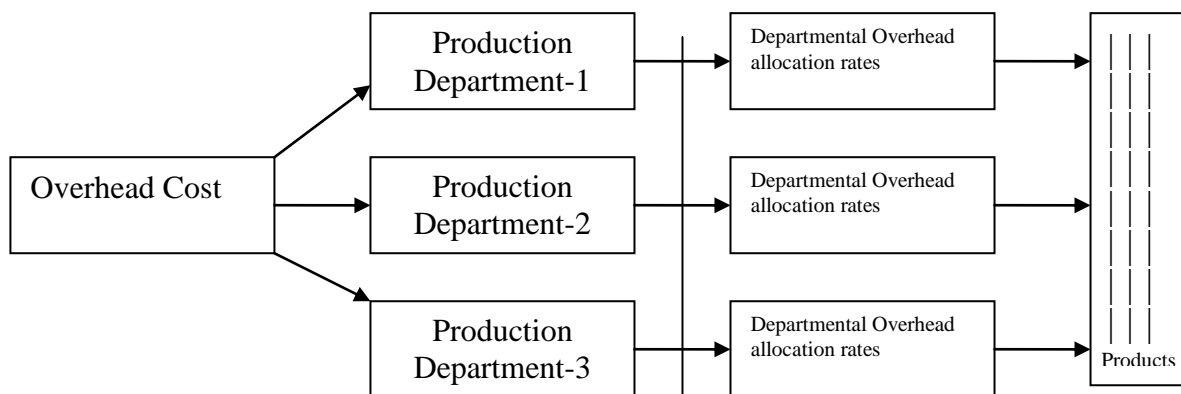 Production
Department-1
Departmental Overhead
allocation rates
Overhead Cost
Production
Department-2
Departmental Overhead
allocation rates
Production
Department-3
Departmental Overhead
allocation rates
Products